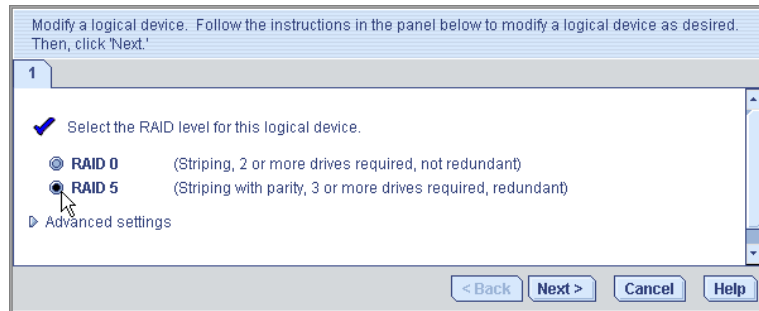 Modify a logical device. Follow the instructions in the panel below to modify a logical device as desired.
Then, click 'Next.'
1
Select the RAID level for this logical device.
RAID 0 (Striping, 2 or more drives required, not redundant)
RAID 5 (Striping with parity, 3 or more drives required, redundant)
Advanced settings
< Back Next > Cancel Help